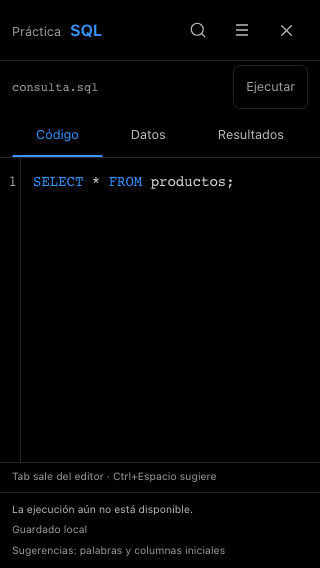 Práctica SQL
consulta.sql
Ejecutar
Código Datos Resultados
1 SELECT * FROM productos;
Tab sale del editor · Ctrl+Espacio sugiere
La ejecución aún no está disponible.
Guardado local
Sugerencias: palabras y columnas iniciales